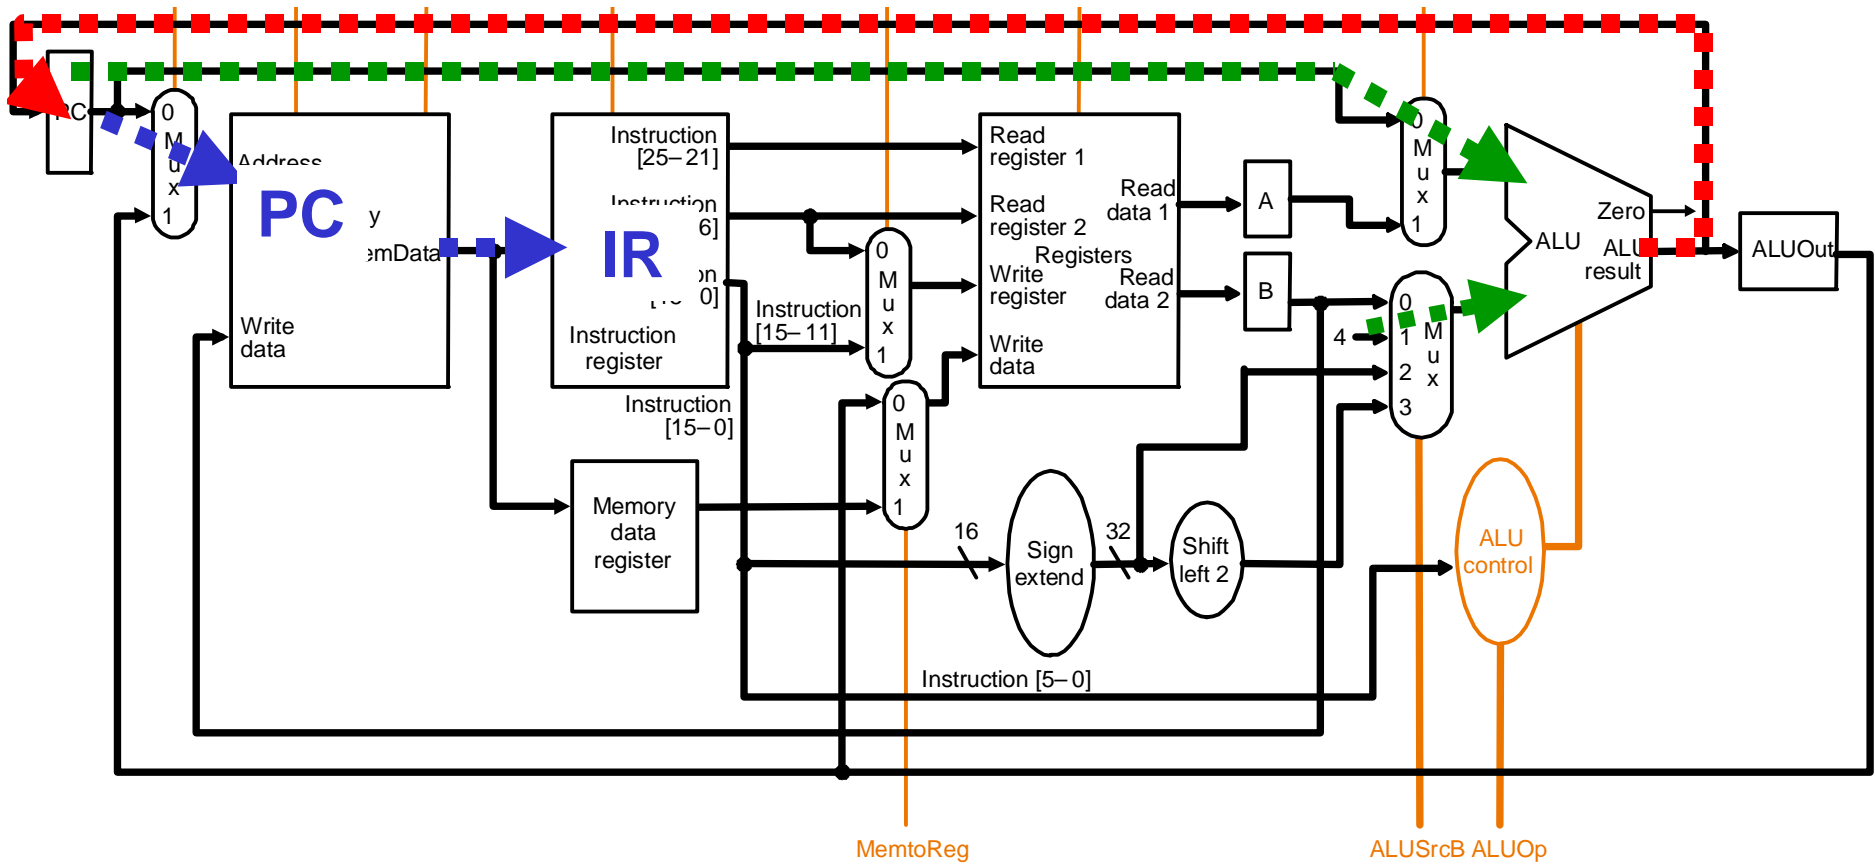 PC
0
M
u
x
1
Address
PC
y
emData
Write
data
Instruction
[25–21]
Instruction
6]
IR
on
0]
Instruction
register
Instruction
[15–0]
Memory
data
register
0
M
u
x
1
Instruction
[15–11]
0
M
u
x
1
Read
register 1
Read
register 2
Registers
Write
register
Write
data
Read
data 1
Read
data 2
A
B
4
0
M
u
x
1
0
1
2
3
M
u
x
ALU
Zero
ALU
result
ALUOut
16
Sign
extend
32
Shift
left 2
ALU
control
Instruction [5–0]
MemtoReg
ALUSrcB ALUOp